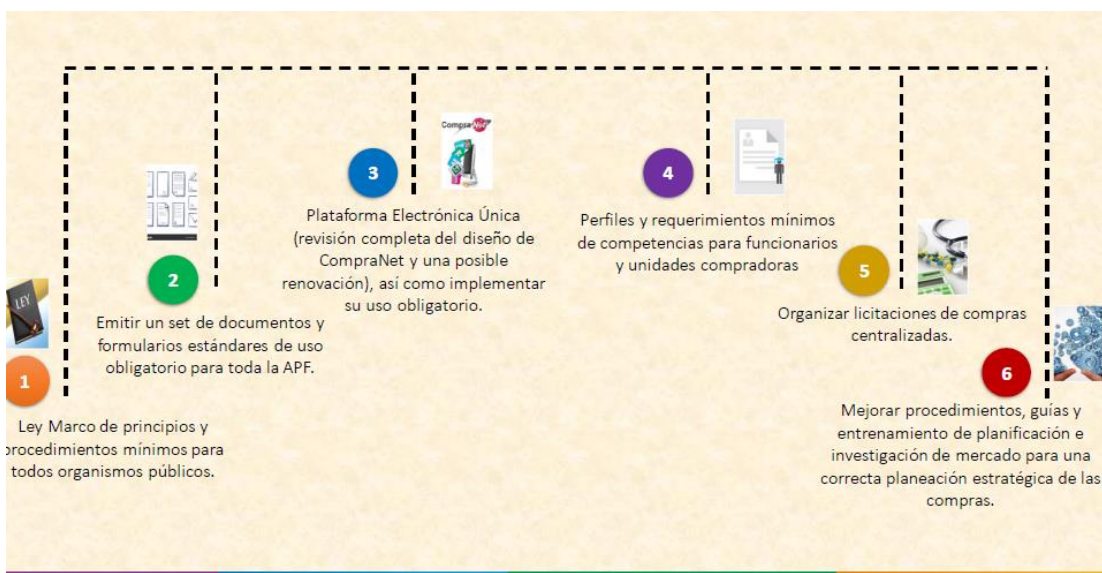 LEY
1
Ley Marco de principios y
procedimientos mínimos para
todos organismos públicos.
2
Emitir un set de documentos y
formularios estándares de uso
obligatorio para toda la APF.
CompraNet
3
Plataforma Electrónica Única
(revisión completa del diseño de
CompraNet y una posible
renovación), así como implementar
su uso obligatorio.
4
Perfiles y requerimientos mínimos
de competencias para funcionarios
y unidades compradoras
5
Organizar licitaciones de compras
centralizadas.
6
Mejorar procedimientos, guías y
entrenamiento de planificación e
investigación de mercado para una
correcta planeación estratégica de las
compras.